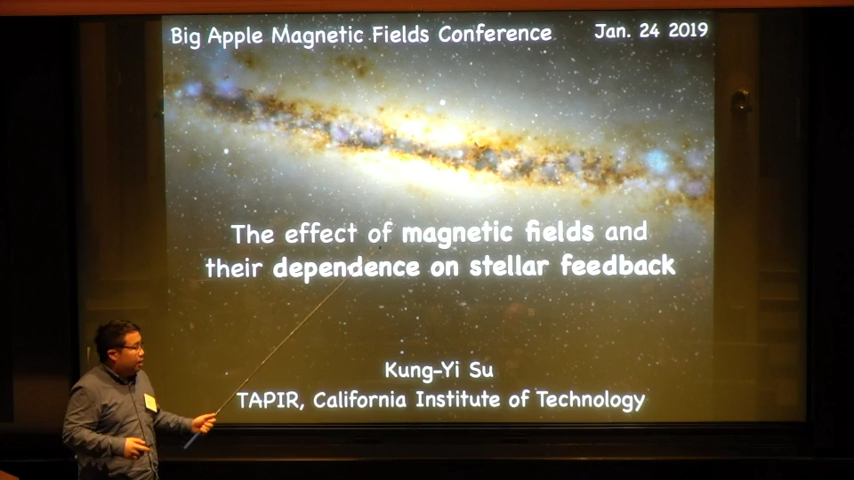 Big Apple Magnetic Fields Conference Jan. 24 2019
The effect of magnetic fields and
their dependence on stellar feedback
Kung-Yi Su
TAPIR, California Institute of Technology